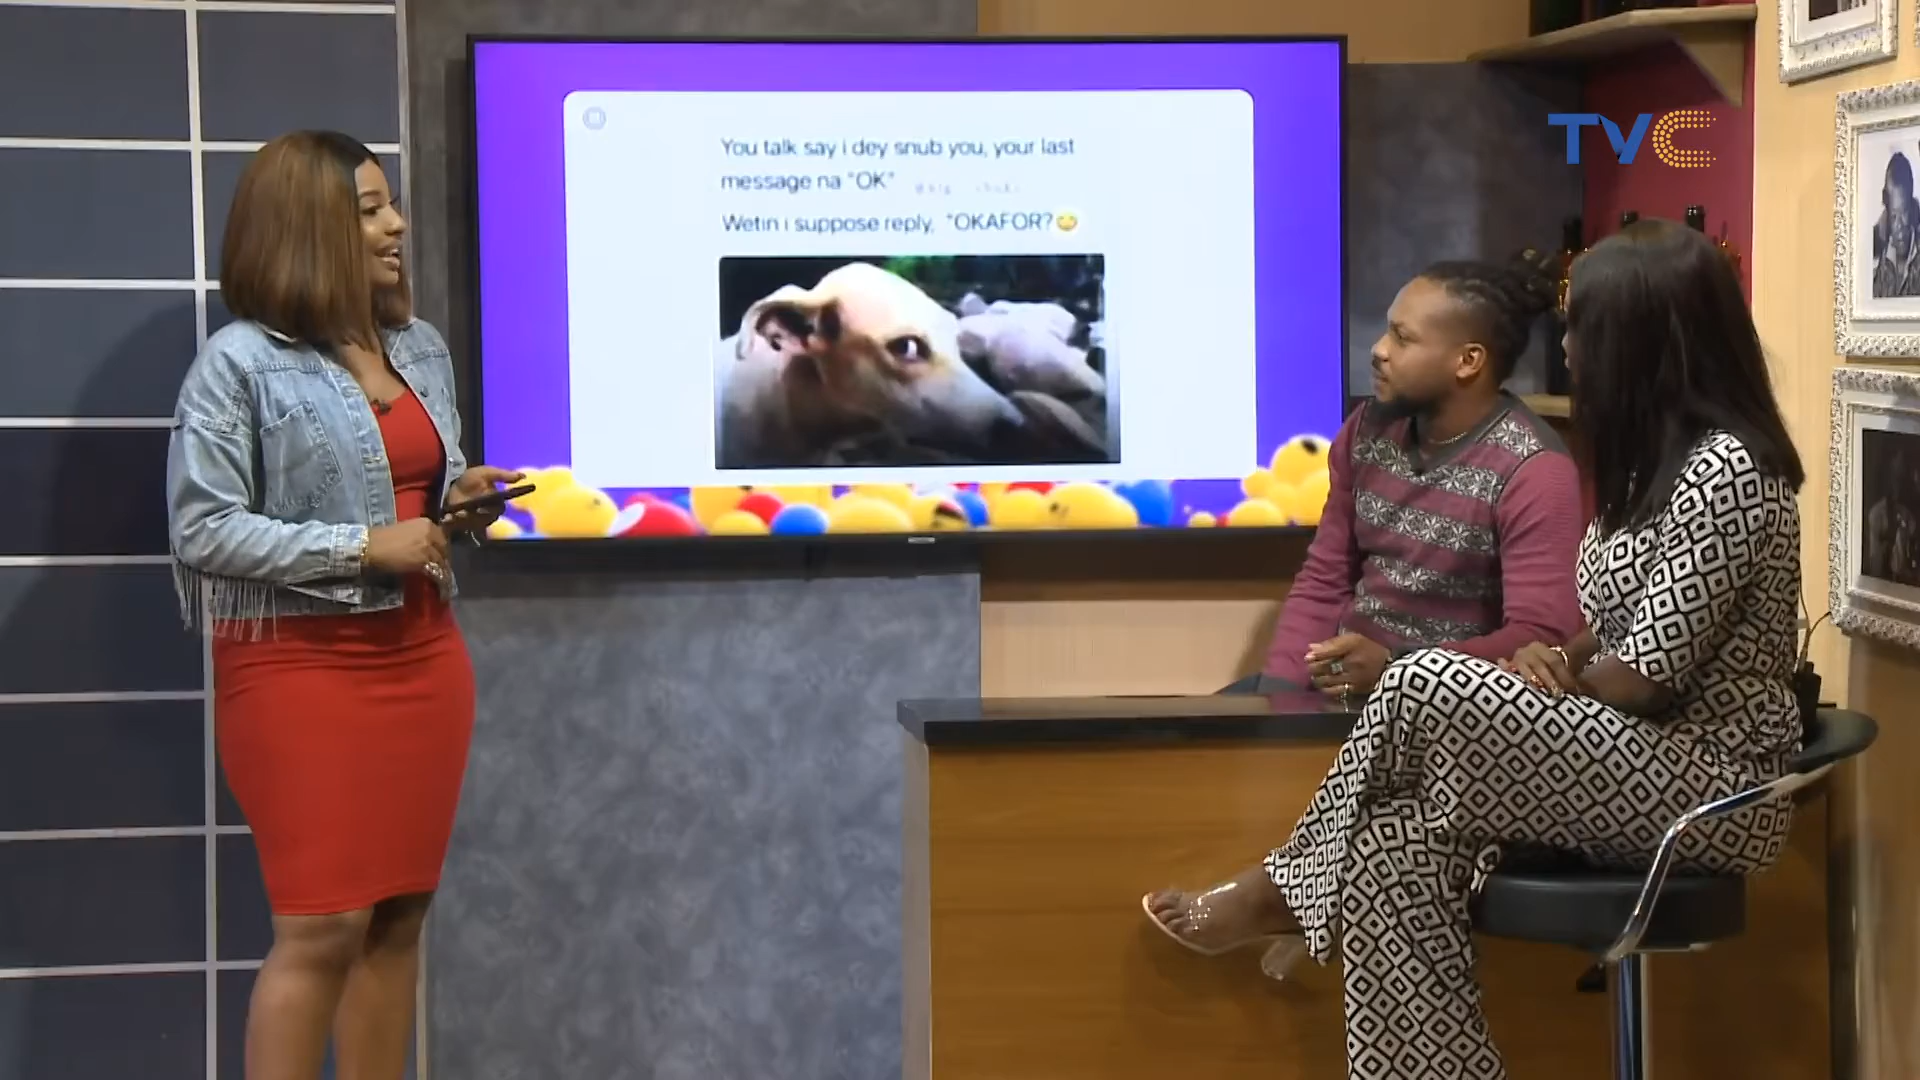 TVC
You talk say i dey snub you, your last
message na "OK"
Wetin i suppose reply, "OKAFOR?